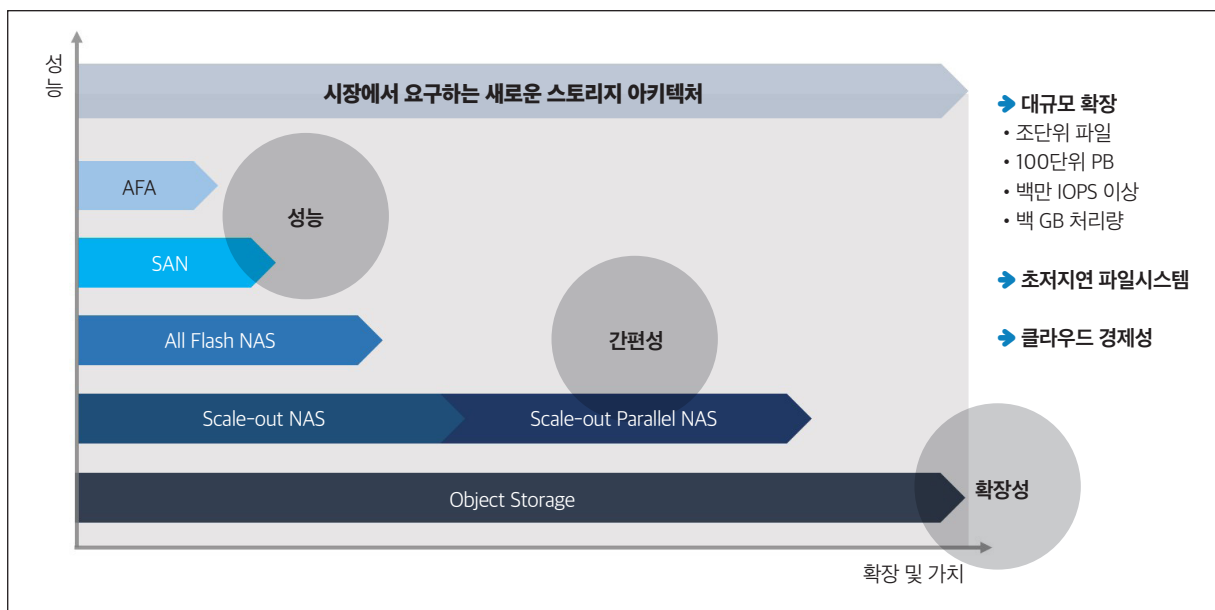 성능
시장에서 요구하는 새로운 스토리지 아키텍처
AFA
성능
SAN
All Flash NAS
간편성
Scale-out NAS
Scale-out Parallel NAS
Object Storage
확장성
확장 및 가치
➔ 대규모 확장
• 조단위 파일
• 100단위 PB
• 백만 IOPS 이상
• 백 GB 처리량
➔ 초저지연 파일시스템
➔ 클라우드 경제성